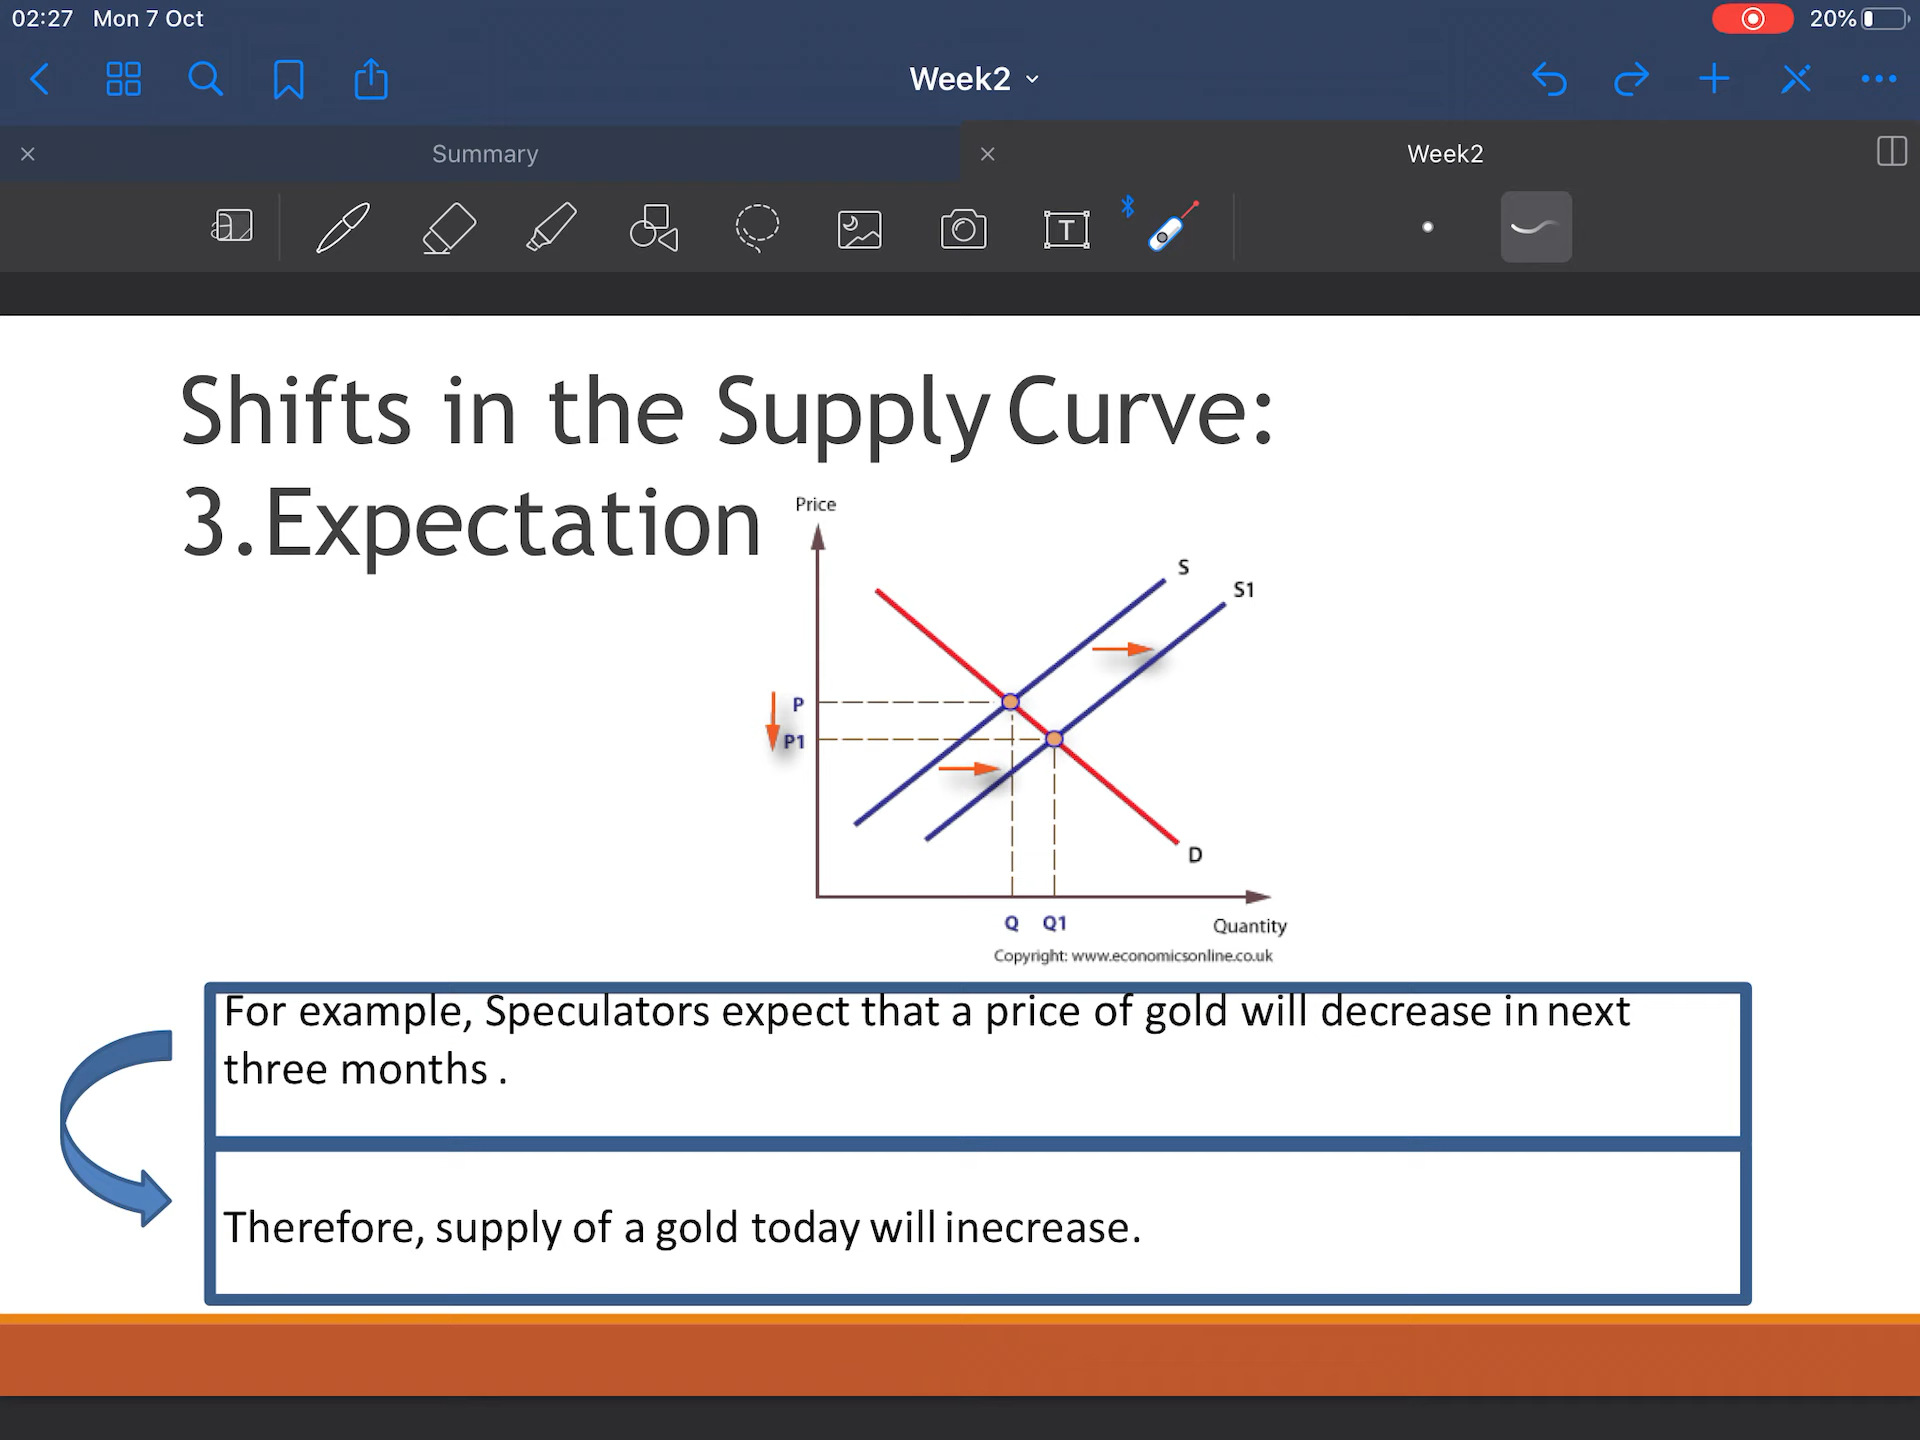 02:27 Mon 7 Oct
20%
Week2
Summary
Week2
T
Shifts in the Supply Curve:
3.Expectation
Price
S
S1
P
P1
D
Q Q1
Quantity
Copyright: www.economicsonline.co.uk
For example, Speculators expect that a price of gold will decrease in next
three months .
Therefore, supply of a gold today will inecrease.